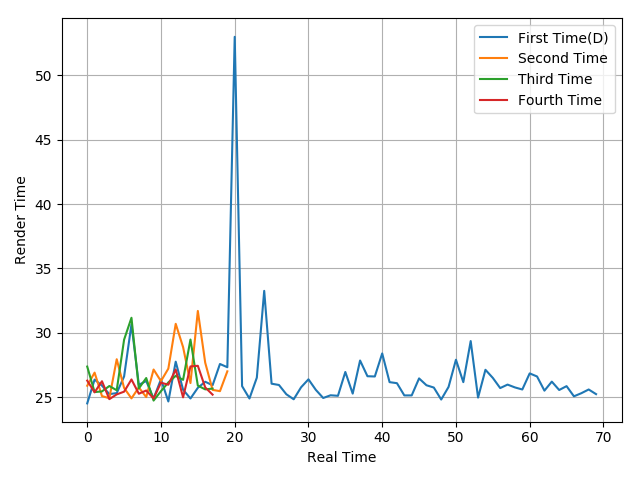 First Time(D)
Second Time
Third Time
Fourth Time
50
45
40
35
30
25
Render Time
0 10 20 30 40 50 60 70
Real Time